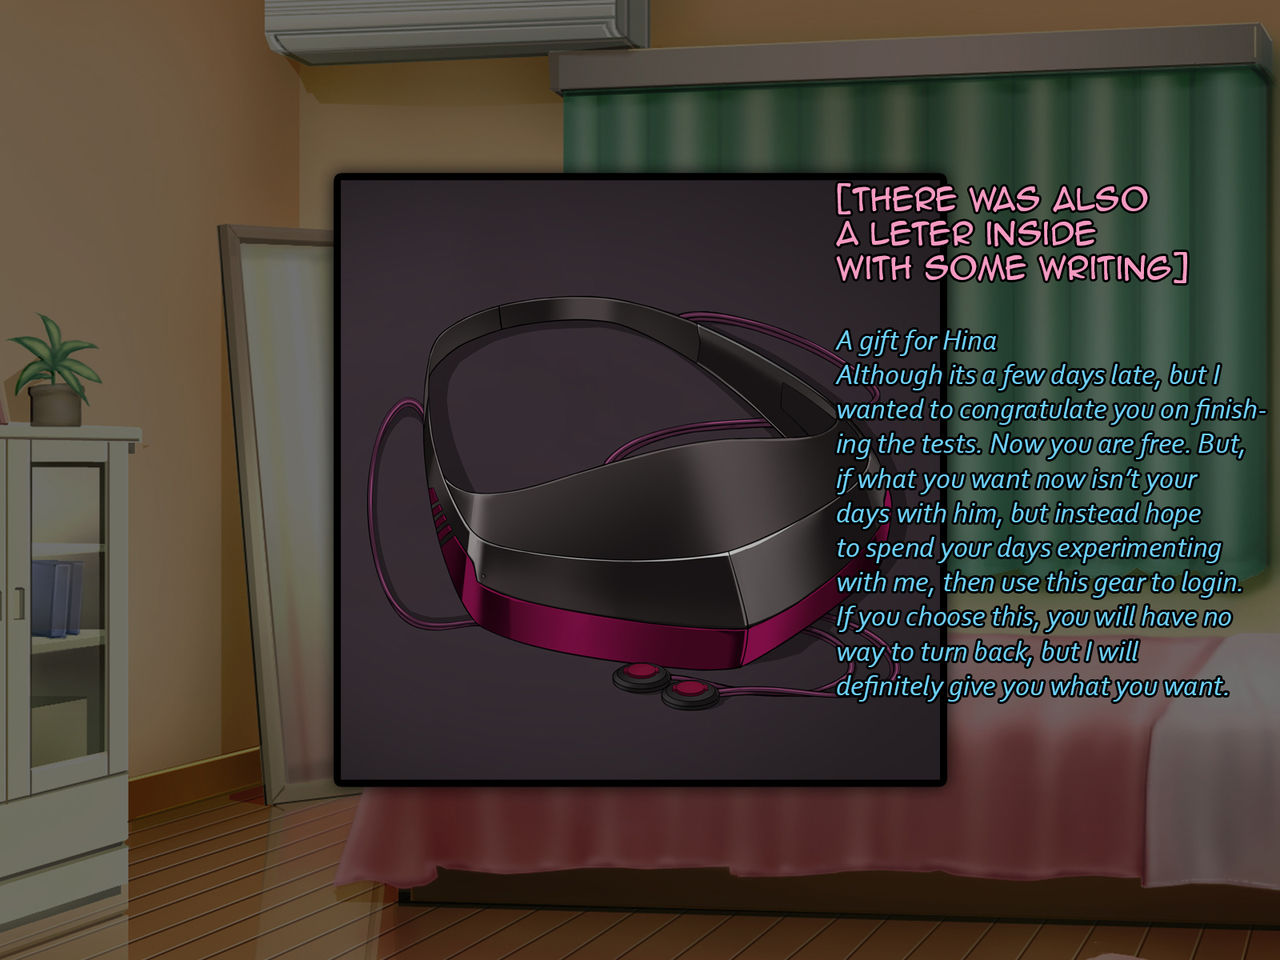 [THERE WAS ALSO
A LETER INSIDE
WITH SOME WRITING]
A gift for Hina
Although its a few days late, but I
wanted to congratulate you on finish-
ing the tests. Now you are free. But,
if what you want now isn't your
days with him, but instead hope
to spend your days experimenting
with me, then use this gear to login.
If you choose this, you will have no
way to turn back, but I will
definitely give you what you want.